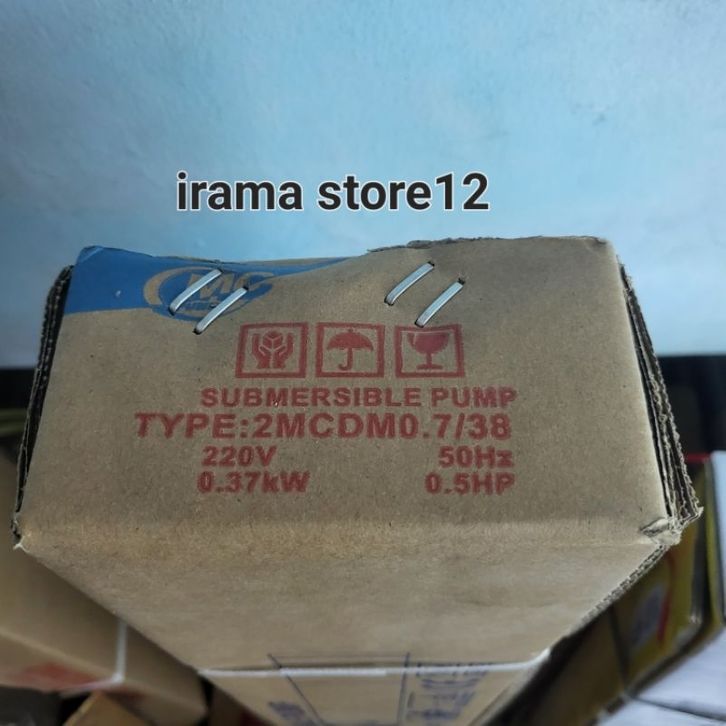 irama store12
SUBMERSIBLE PUMP
TYPE:2MCDM0.7/38
220V 50Hz
0.37kW 0.5HP